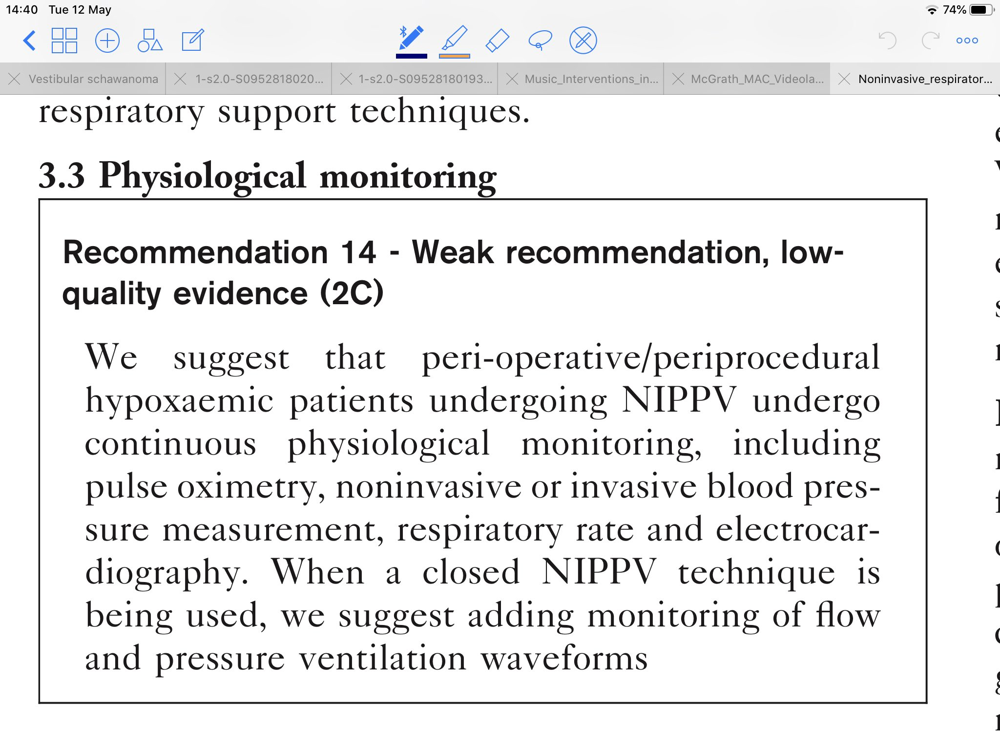 14:40 Tue 12 May 74%
Vestibular schawanoma 1-s2.0-S0952818020... 1-s2.0-S09528180193... Music_Interventions_in... McGrath_MAC_Videola... Noninvasive_respirator...
respiratory support techniques.
3.3 Physiological monitoring
Recommendation 14 - Weak recommendation, low-
quality evidence (2C)
We suggest that peri-operative/periprocedural
hypoxaemic patients undergoing NIPPV undergo
continuous physiological monitoring, including
pulse oximetry, noninvasive or invasive blood pres-
sure measurement, respiratory rate and electrocar-
diography. When a closed NIPPV technique is
being used, we suggest adding monitoring of flow
and pressure ventilation waveforms